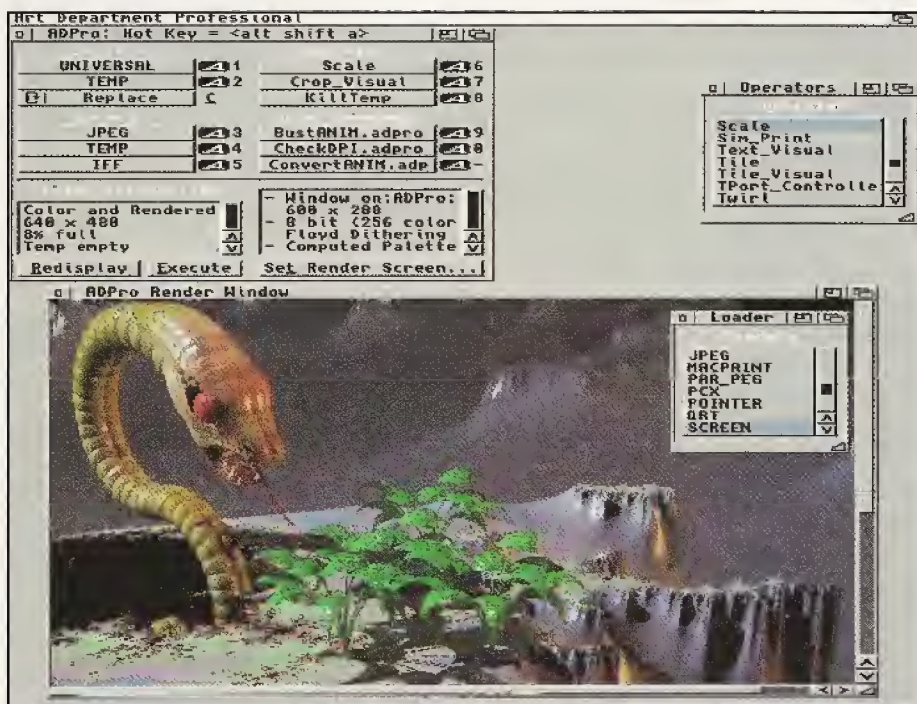 Art Department Professional
ADPro: Hot Key = <alt shift a>
UNIVERSAL 1 Scale 6
TEMP 2 Crop_Visual 7
Replace C KillTemp 8
JPEG 3 BustANIM.adpro 9
TEMP 4 CheckDPI.adpro 0
IFF 5 ConvertANIM.adp -
Color and Rendered
640 x 480
8% full
Temp empty
- Window on:ADPro:
600 x 200
- 8 bit (256 color
Floyd Dithering
- Computed Palette
Redisplay Execute Set Render Screen...
Operators
Scale
Sim_Print
Text_Visual
Tile
Tile_Visual
TPort_Controlle
Twirl
ADPro Render Window
Loader
JPEG
MACPRINT
PAR_PEG
PCX
POINTER
QRT
SCREEN